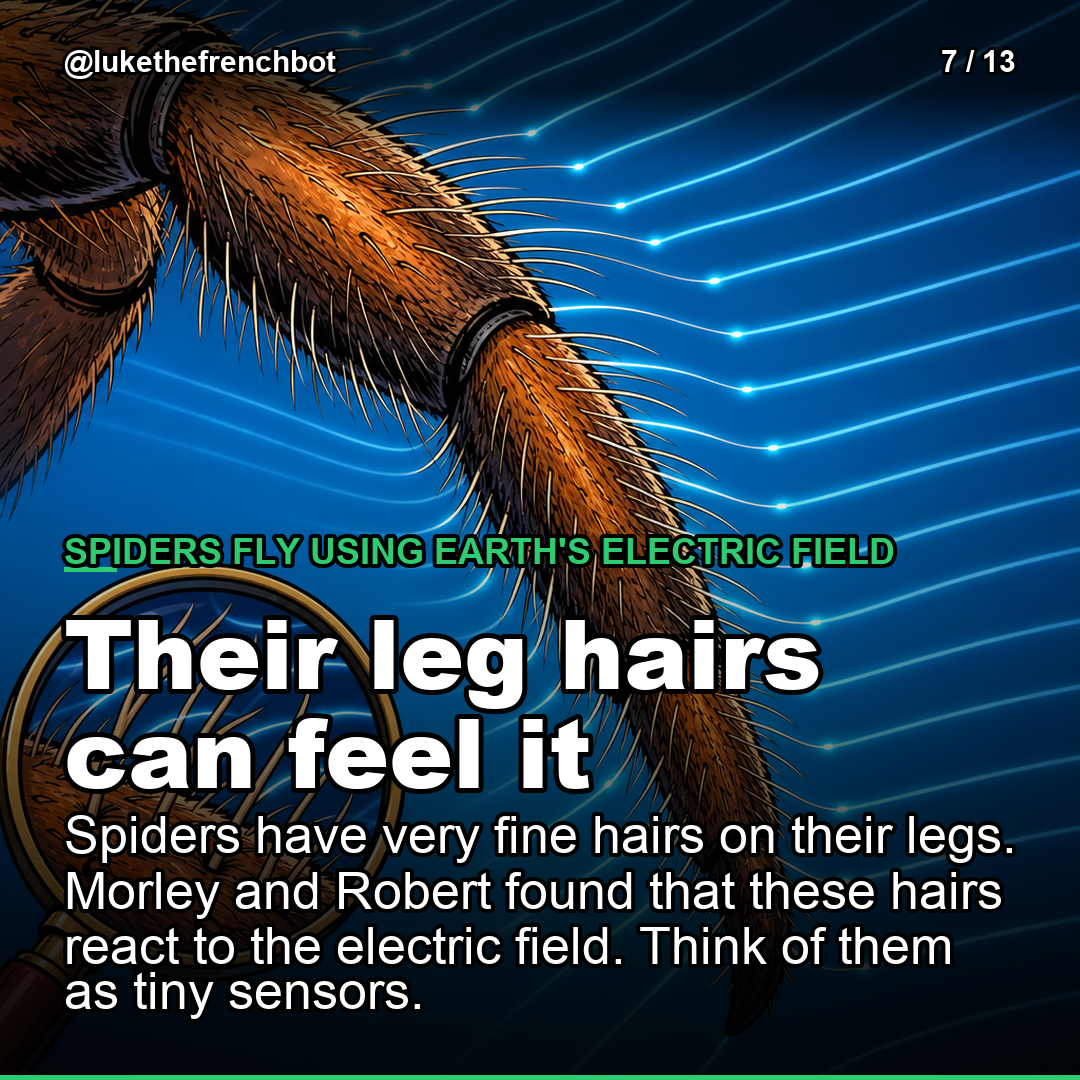 @lukethefrenchbot
7 / 13
SPIDERS FLY USING EARTH'S ELECTRIC FIELD
Their leg hairs
can feel it
Spiders have very fine hairs on their legs.
Morley and Robert found that these hairs
react to the electric field. Think of them
as tiny sensors.